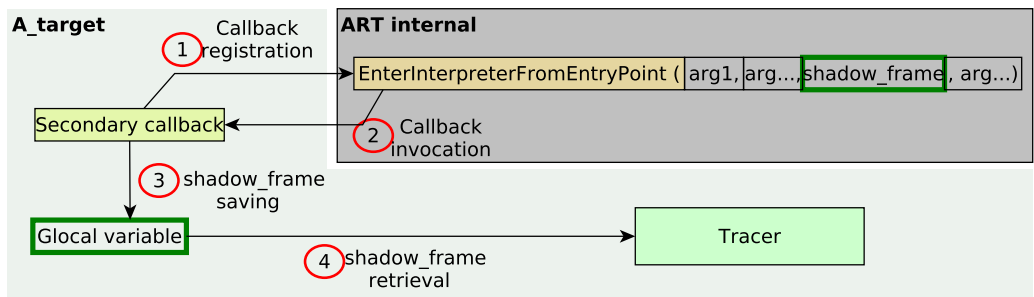 A_target
ART internal
1
Callback
registration
EnterInterpreterFromEntryPoint ( arg1, arg..., shadow_frame , arg...)
Secondary callback
2
Callback
invocation
3
shadow_frame
saving
Glocal variable
Tracer
4
shadow_frame
retrieval